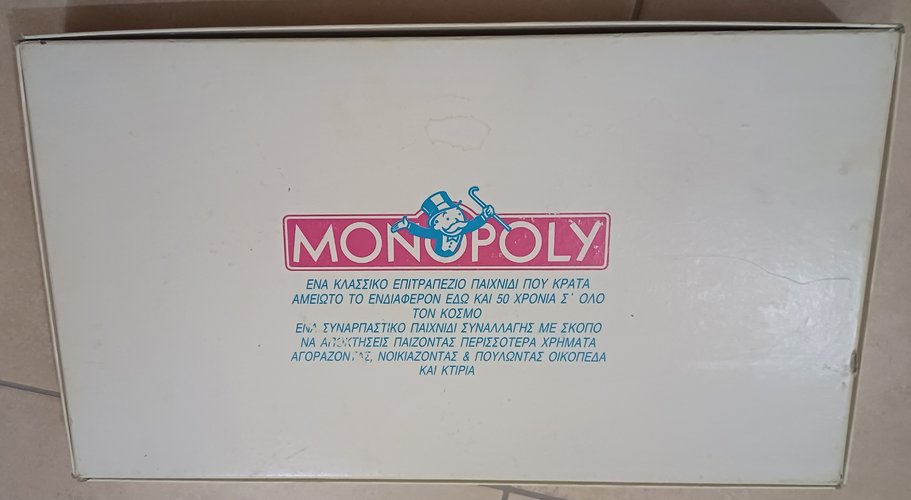 MONOPOLY
ΕΝΑ ΚΛΑΣΣΙΚΟ ΕΠΙΤΡΑΠΕΖΙΟ ΠΑΙΧΝΙΔΙ ΠΟΥ ΚΡΑΤΑ
ΑΜΕΙΩΤΟ ΤΟ ΕΝΔΙΑΦΕΡΟΝ ΕΔΩ ΚΑΙ 50 ΧΡΟΝΙΑ Σ' ΟΛΟ
ΤΟΝ ΚΟΣΜΟ
ΕΝΑ ΣΥΝΑΡΠΑΣΤΙΚΟ ΠΑΙΧΝΙΔΙ ΣΥΝΑΛΛΑΓΗΣ ΜΕ ΣΚΟΠΟ
ΝΑ ΑΠΟΚΤΗΣΕΙΣ ΠΑΙΖΟΝΤΑΣ ΠΕΡΙΣΣΟΤΕΡΑ ΧΡΗΜΑΤΑ
ΑΓΟΡΑΖΟΝΤΑΣ, ΝΟΙΚΙΑΖΟΝΤΑΣ & ΠΟΥΛΩΝΤΑΣ ΟΙΚΟΠΕΔΑ
ΚΑΙ ΚΤΙΡΙΑ